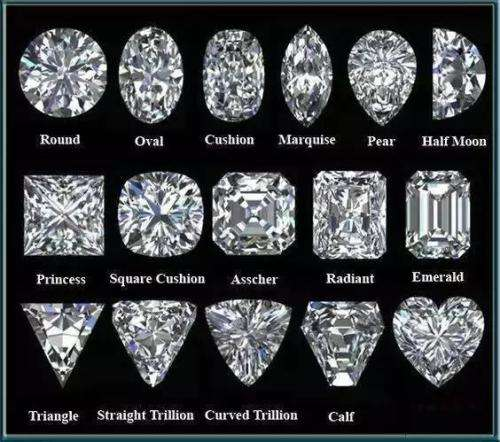 Round
Oval
Cushion
Marquise
Pear
Half Moon
Princess
Square Cushion
Asscher
Radiant
Emerald
Triangle
Straight Trillion
Curved Trillion
Calf